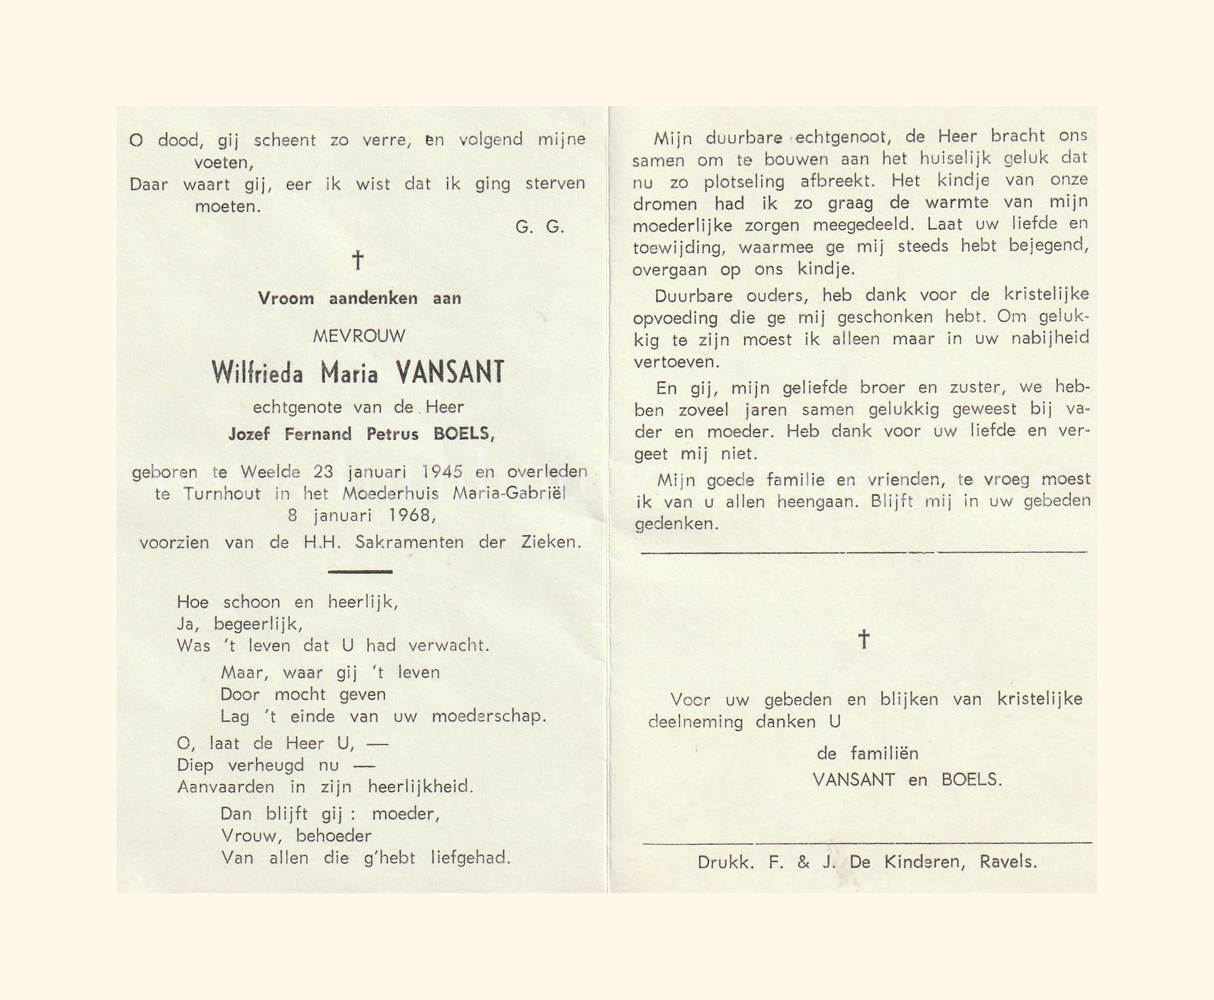 O dood, gij scheent zo verre, en volgend mijne
voeten,
Daar waart gij, eer ik wist dat ik ging sterven
moeten.
G. G.
†
Vroom aandenken aan
MEVROUW
Wilfrieda Maria VANSANT
echtgenote van de Heer
Jozef Fernand Petrus BOELS,
geboren te Weelde 23 januari 1945 en overleden
te Turnhout in het Moederhuis Maria-Gabriël
8 januari 1968,
voorzien van de H.H. Sakramenten der Zieken.
Hoe schoon en heerlijk,
Ja, begeerlijk,
Was 't leven dat U had verwacht.
Maar, waar gij 't leven
Door mocht geven
Lag 't einde van uw moederschap.
O, laat de Heer U, —
Diep verheugd nu —
Aanvaarden in zijn heerlijkheid.
Dan blijft gij : moeder,
Vrouw, behoeder
Van allen die g'hebt liefgehad.
Mijn duurbare echtgenoot, de Heer bracht ons
samen om te bouwen aan het huiselijk geluk dat
nu zo plotseling afbreekt. Het kindje van onze
dromen had ik zo graag de warmte van mijn
moederlijke zorgen meegedeeld. Laat uw liefde en
toewijding, waarmee ge mij steeds hebt bejegend,
overgaan op ons kindje.
Duurbare ouders, heb dank voor de kristelijke
opvoeding die ge mij geschonken hebt. Om geluk-
kig te zijn moest ik alleen maar in uw nabijheid
vertoeven.
En gij, mijn geliefde broer en zuster, we heb-
ben zoveel jaren samen gelukkig geweest bij va-
der en moeder. Heb dank voor uw liefde en ver-
geet mij niet.
Mijn goede familie en vrienden, te vroeg moest
ik van u allen heengaan. Blijft mij in uw gebeden
gedenken.
†
Voor uw gebeden en blijken van kristelijke
deelneming danken U
de familiën
VANSANT en BOELS.
Drukk. F. & J. De Kinderen, Ravels.